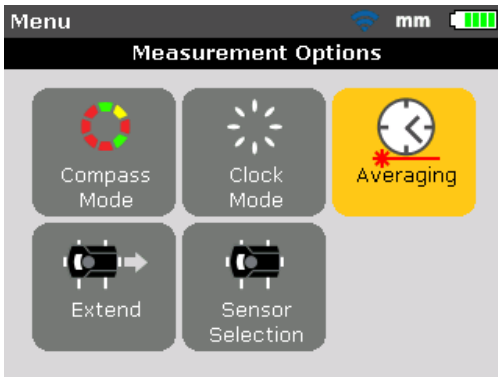 Menu
mm
Measurement Options
Compass
Mode
Clock
Mode
Averaging
Extend
Sensor
Selection